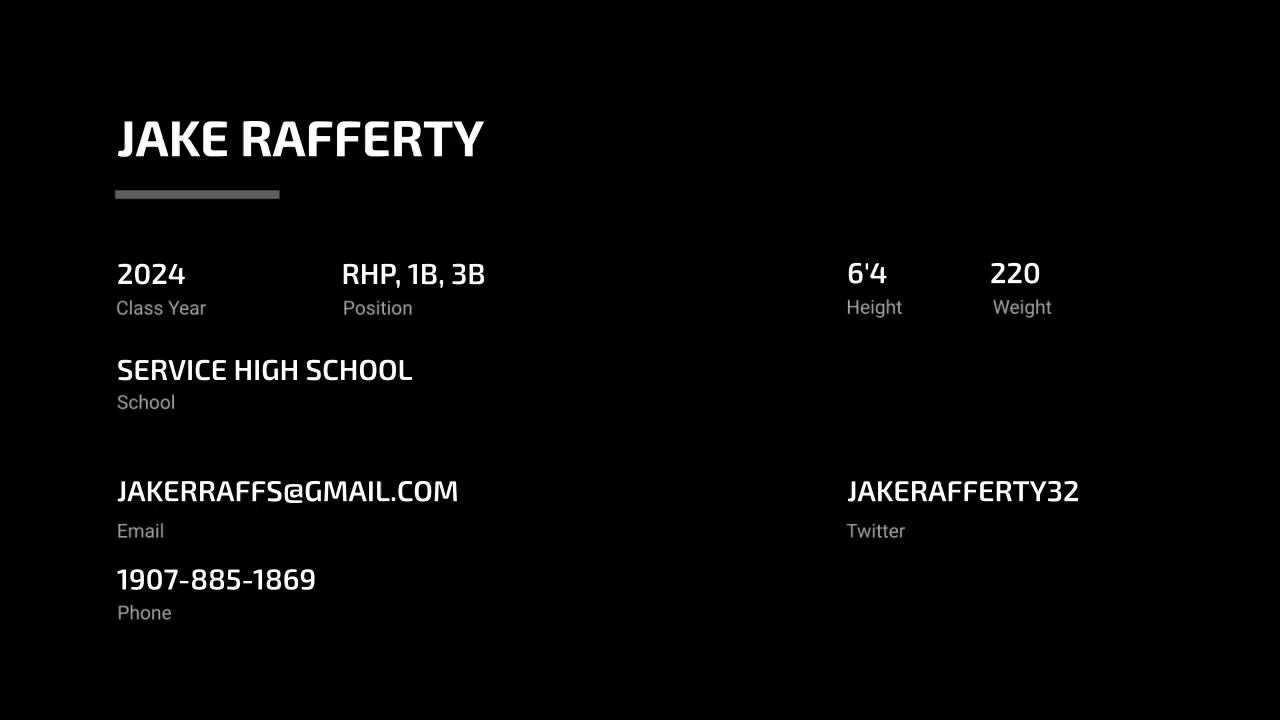 JAKE RAFFERTY
2024 RHP, 1B, 3B 6'4 220
Class Year Position Height Weight
SERVICE HIGH SCHOOL
School
JAKERRAFFS@GMAIL.COM JAKERAFFERTY32
Email Twitter
1907-885-1869
Phone